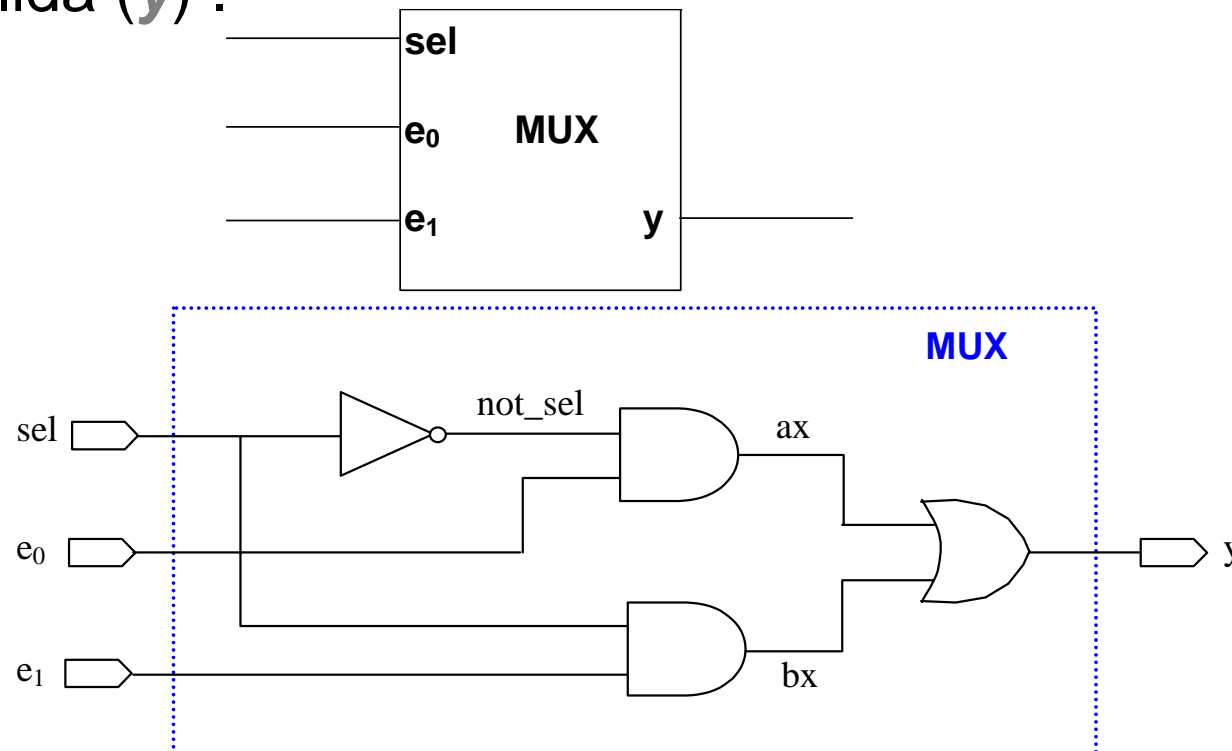 (y) :
sel
e₀ MUX
e₁ y
MUX
not_sel
sel ax
e₀ y
e₁ bx